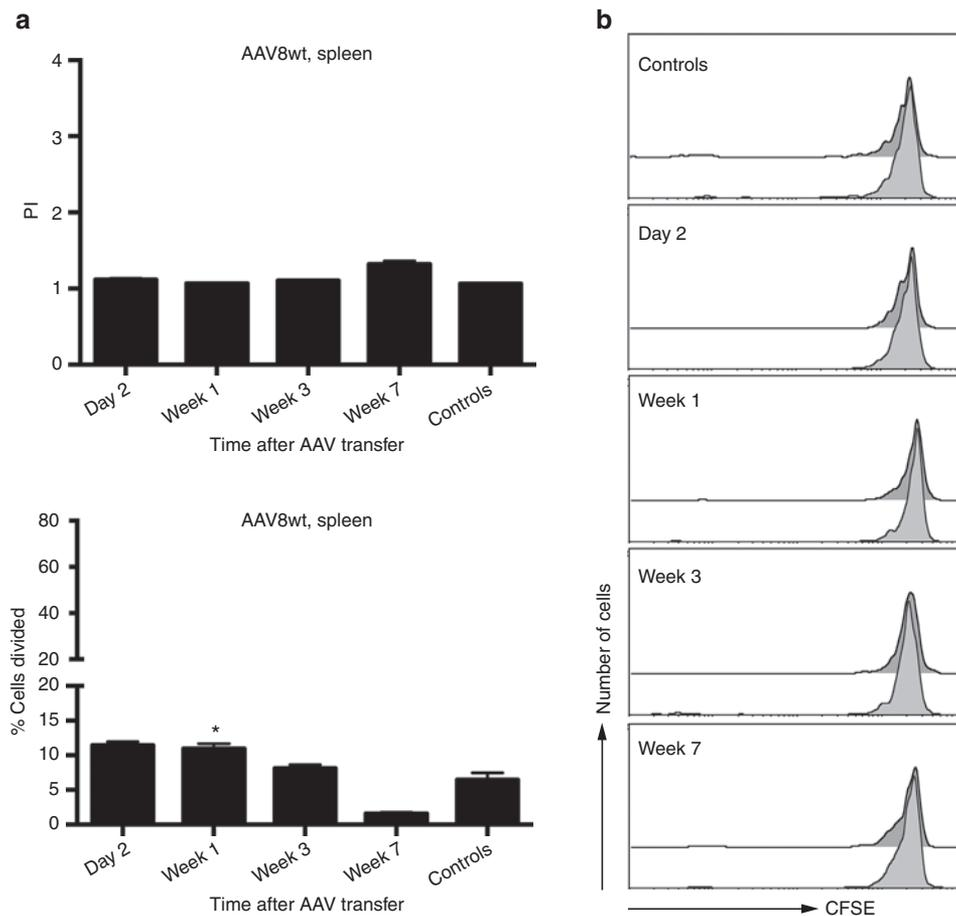 a
AAV8wt, spleen
4
3
2
1
0
PI
Day 2
Week 1
Week 3
Week 7
Controls
Time after AAV transfer
AAV8wt, spleen
80
60
40
20
20
15
10
5
0
% Cells divided
*
Day 2
Week 1
Week 3
Week 7
Controls
Time after AAV transfer
b
Controls
Day 2
Week 1
Week 3
Week 7
Number of cells
CFSE